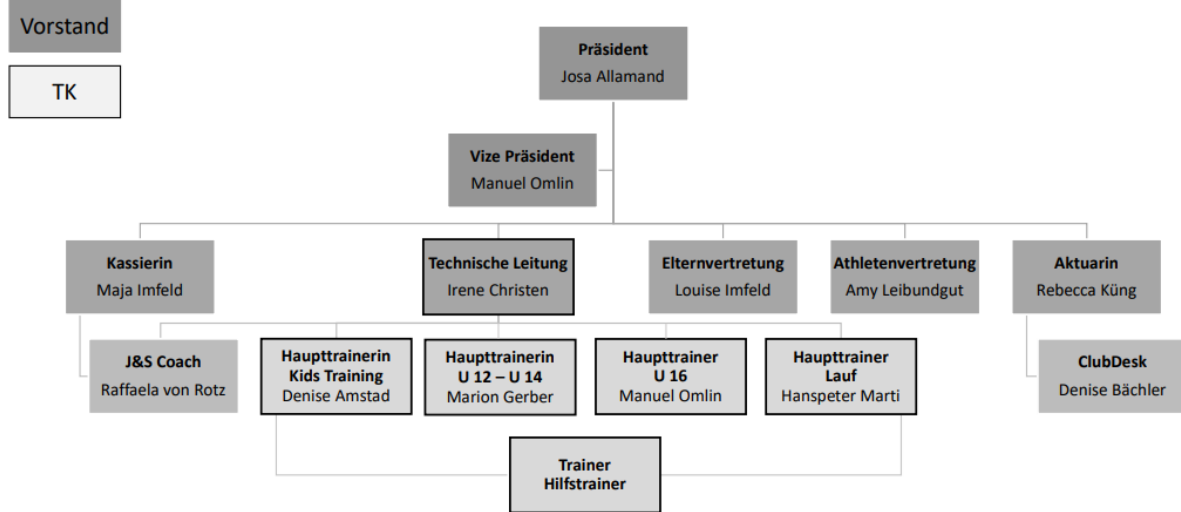 Vorstand
TK
Präsident
Josa Allamand
Vize Präsident
Manuel Omlin
Kassierin
Maja Imfeld
Technische Leitung
Irene Christen
Elternvertretung
Louise Imfeld
Athletenvertretung
Amy Leibundgut
Aktuarin
Rebecca Küng
J&S Coach
Raffaela von Rotz
Haupttrainerin
Kids Training
Denise Amstad
Haupttrainerin
U 12 – U 14
Marion Gerber
Haupttrainer
U 16
Manuel Omlin
Haupttrainer
Lauf
Hanspeter Marti
ClubDesk
Denise Bächler
Trainer
Hilfstrainer